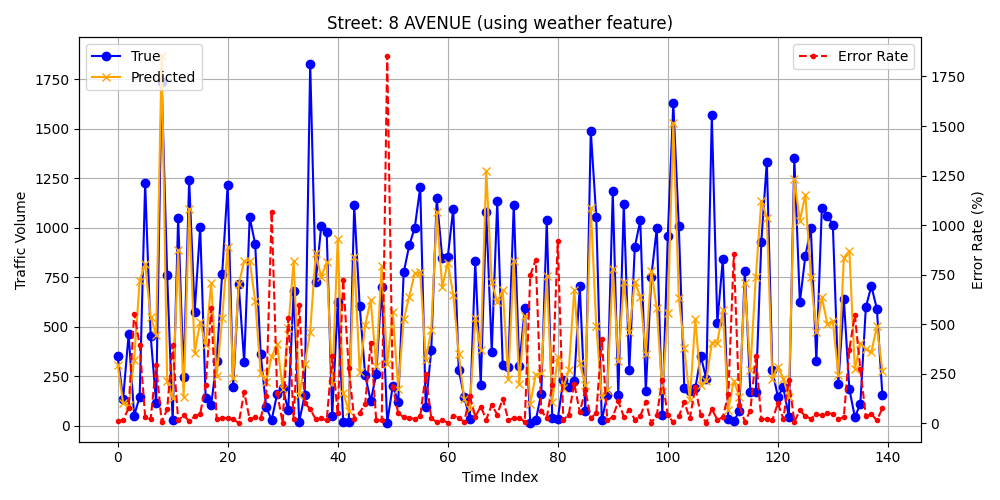 Street: 8 AVENUE (using weather feature)
True
Predicted
Error Rate
1750
1500
1250
1000
750
500
250
0
Traffic Volume
1750
1500
1250
1000
750
500
250
0
Error Rate (%)
0 20 40 60 80 100 120 140
Time Index